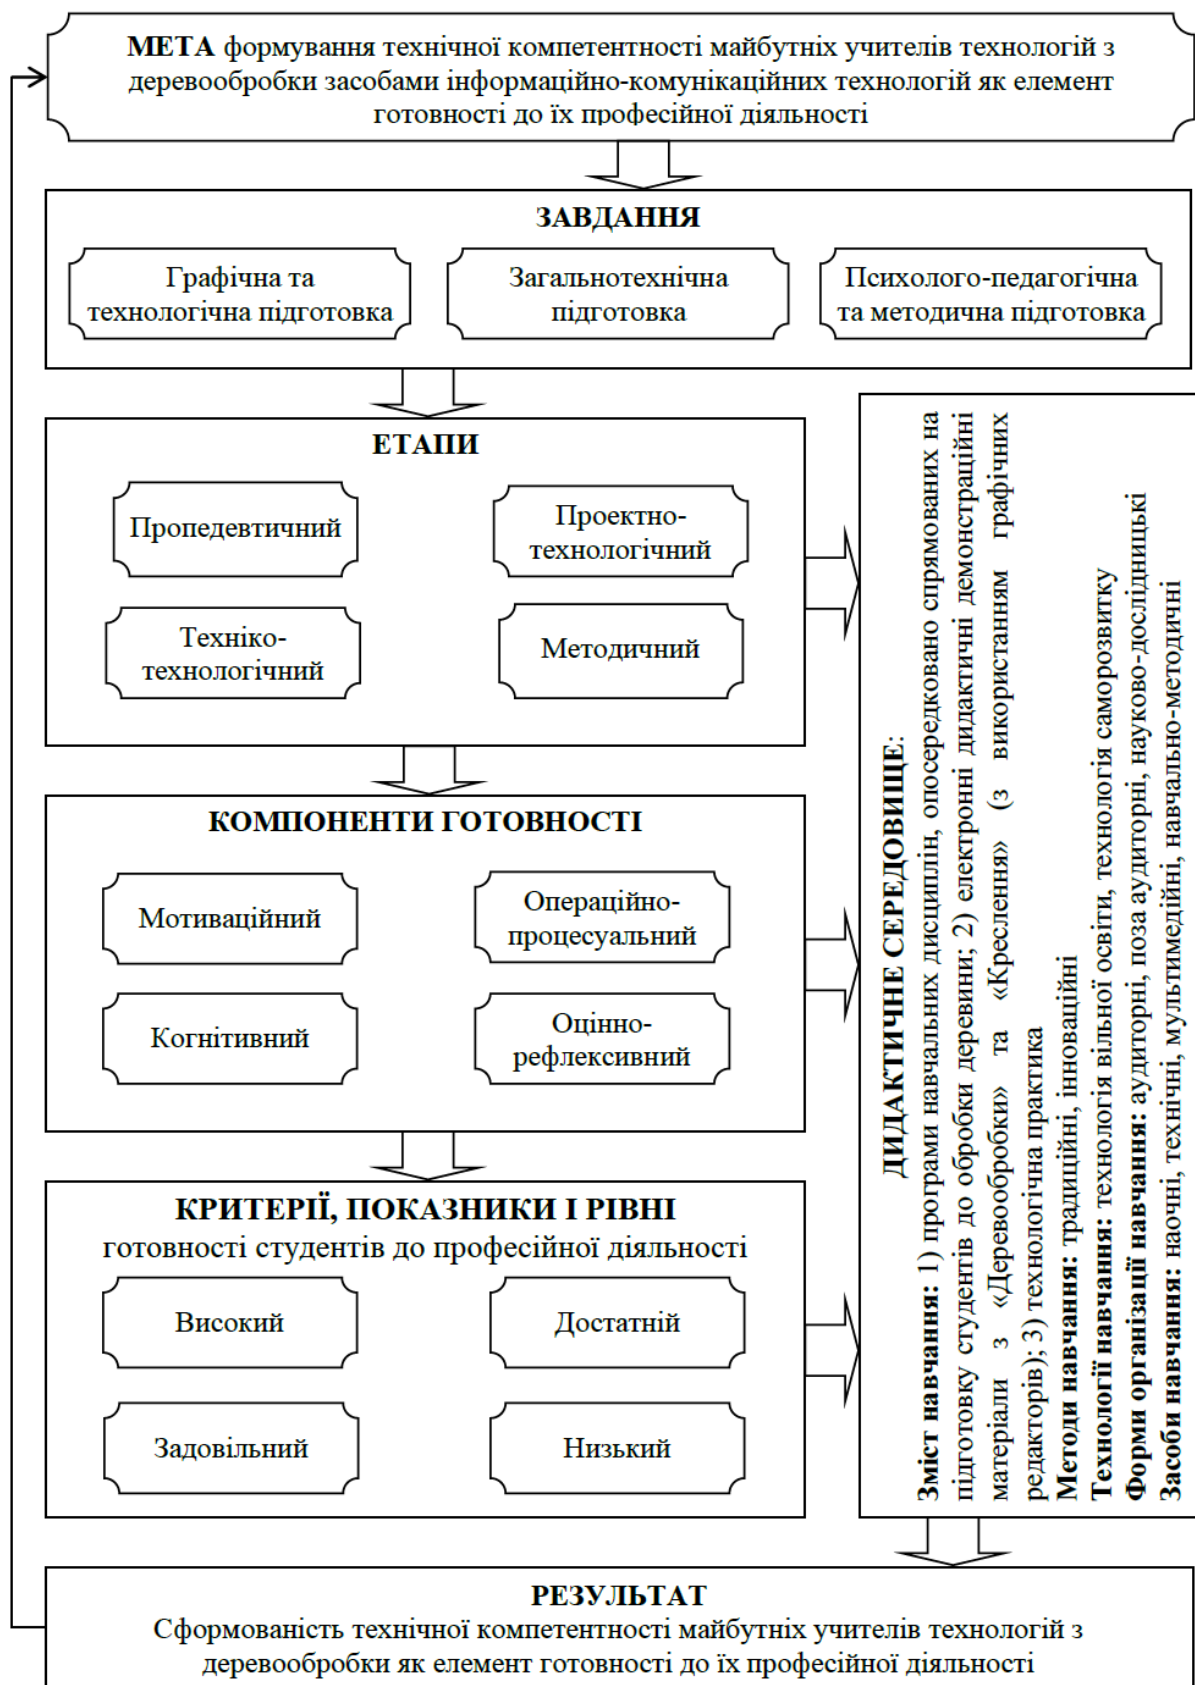 МЕТА формування технічної компетентності майбутніх учителів технологій з
деревообробки засобами інформаційно-комунікаційних технологій як елемент
готовності до їх професійної діяльності
ЗАВДАННЯ
Графічна та
технологічна підготовка
Загальнотехнічна
підготовка
Психолого-педагогічна
та методична підготовка
ЕТАПИ
Пропедевтичний
Проектно-
технологічний
Техніко-
технологічний
Методичний
КОМПОНЕНТИ ГОТОВНОСТІ
Мотиваційний
Операційно-
процесуальний
Когнітивний
Оцінно-
рефлексивний
КРИТЕРІЇ, ПОКАЗНИКИ І РІВНІ
готовності студентів до професійної діяльності
Високий
Достатній
Задовільний
Низький
ДИДАКТИЧНЕ СЕРЕДОВИЩЕ:
Зміст навчання: 1) програми навчальних дисциплін, опосередковано спрямованих на
підготовку студентів до обробки деревини; 2) електронні дидактичні демонстраційні
матеріали з «Деревообробки» та «Креслення» (з використанням графічних
редакторів); 3) технологічна практика
Методи навчання: традиційні, інноваційні
Технології навчання: технологія вільної освіти, технологія саморозвитку
Форми організації навчання: аудиторні, поза аудиторні, науково-дослідницькі
Засоби навчання: наочні, технічні, мультимедійні, навчально-методичні
РЕЗУЛЬТАТ
Сформованість технічної компетентності майбутніх учителів технологій з
деревообробки як елемент готовності до їх професійної діяльності